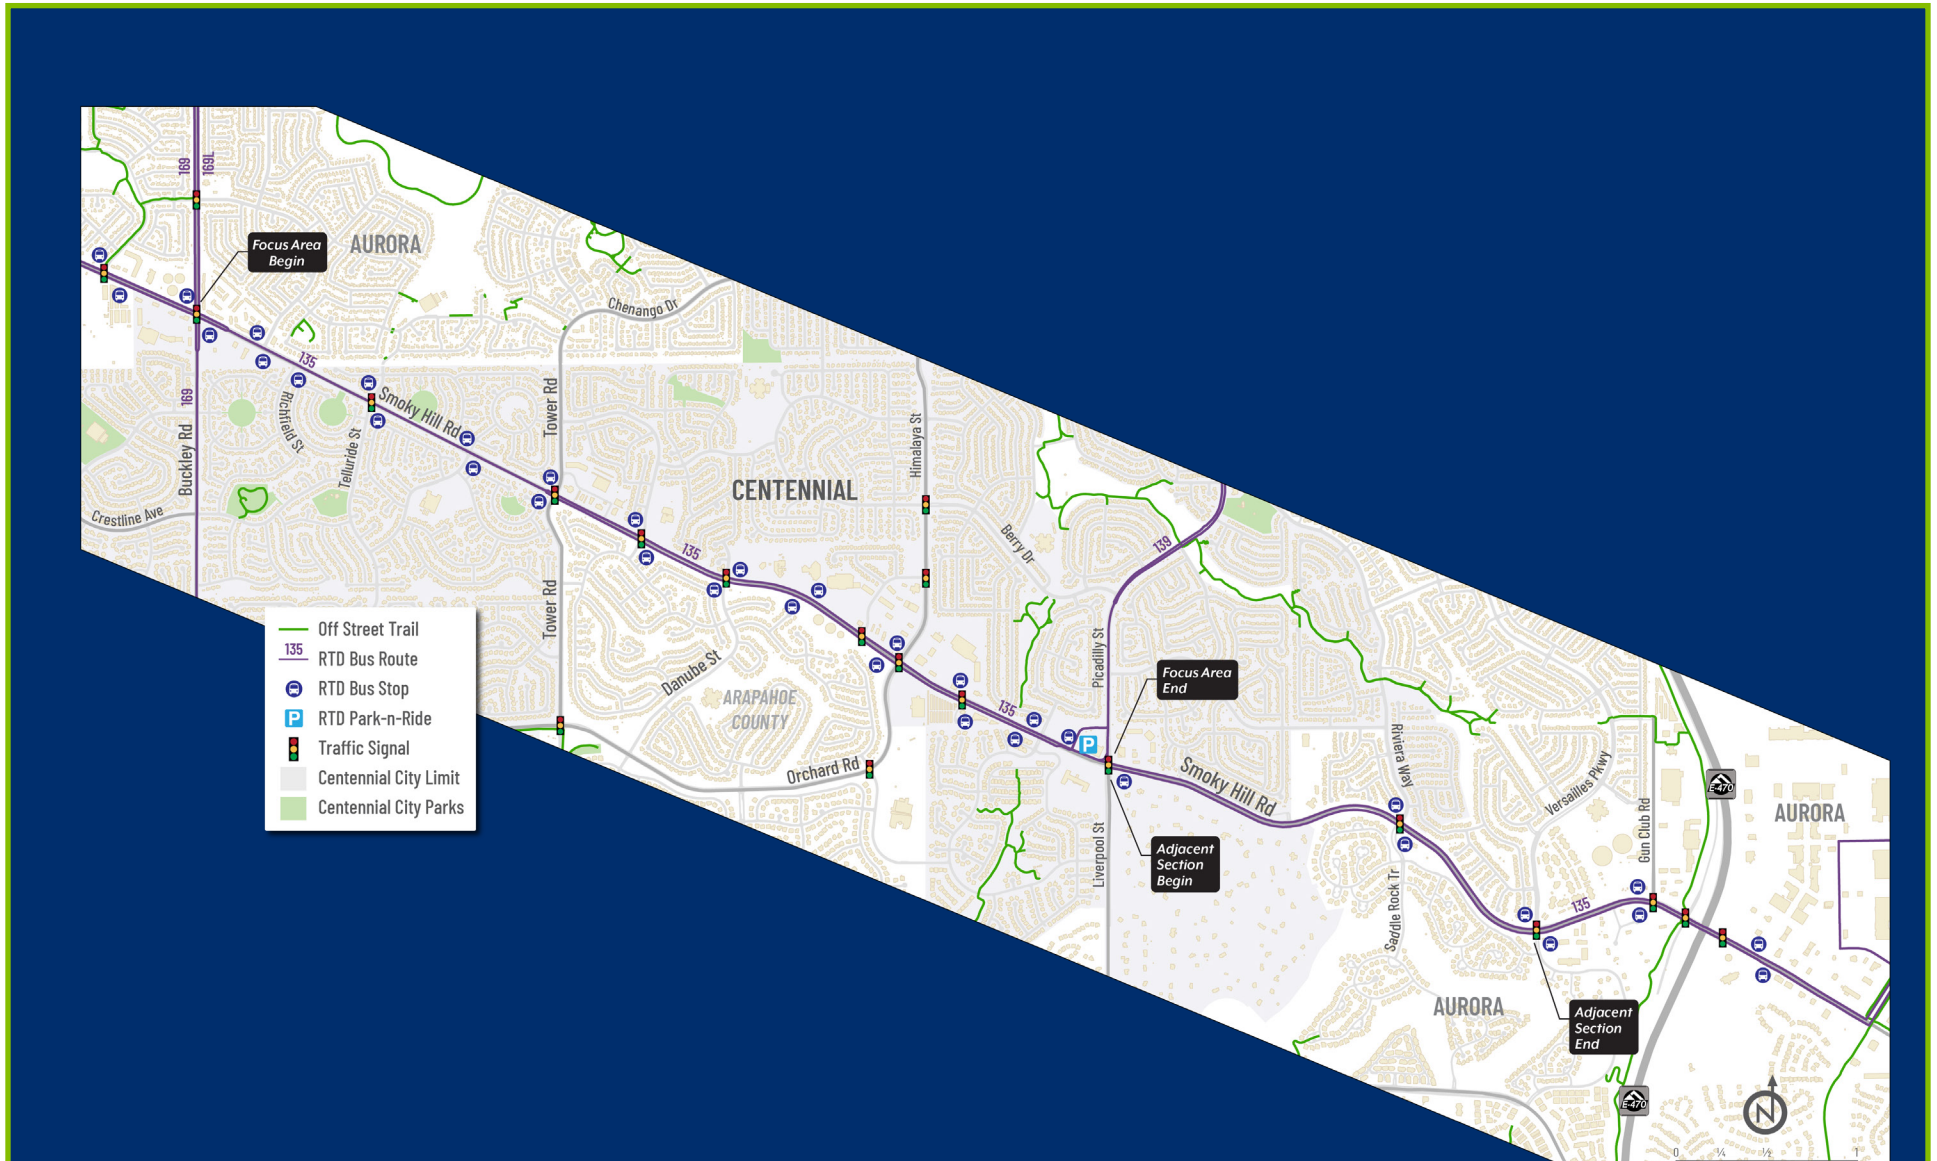 169
169L
Focus Area
Begin
AURORA
Chenango Dr
135
169
Richfield St
Smoky Hill Rd
Telluride St
Buckley Rd
Tower Rd
Himalaya St
CENTENNIAL
Crestline Ave
Berry Dr
135
139
Tower Rd
Danube St
ARAPAHOE
COUNTY
Picadilly St
Focus Area
End
135
Orchard Rd
Smoky Hill Rd
Riviera Way
Versailles Pkwy
Gun Club Rd
E-470
AURORA
Liverpool St
Adjacent
Section
Begin
Saddle Rock Tr
135
AURORA
Adjacent
Section
End
E-470
N
0 ¼ ½ 1
Off Street Trail
135
RTD Bus Route
RTD Bus Stop
P
RTD Park-n-Ride
Traffic Signal
Centennial City Limit
Centennial City Parks
P